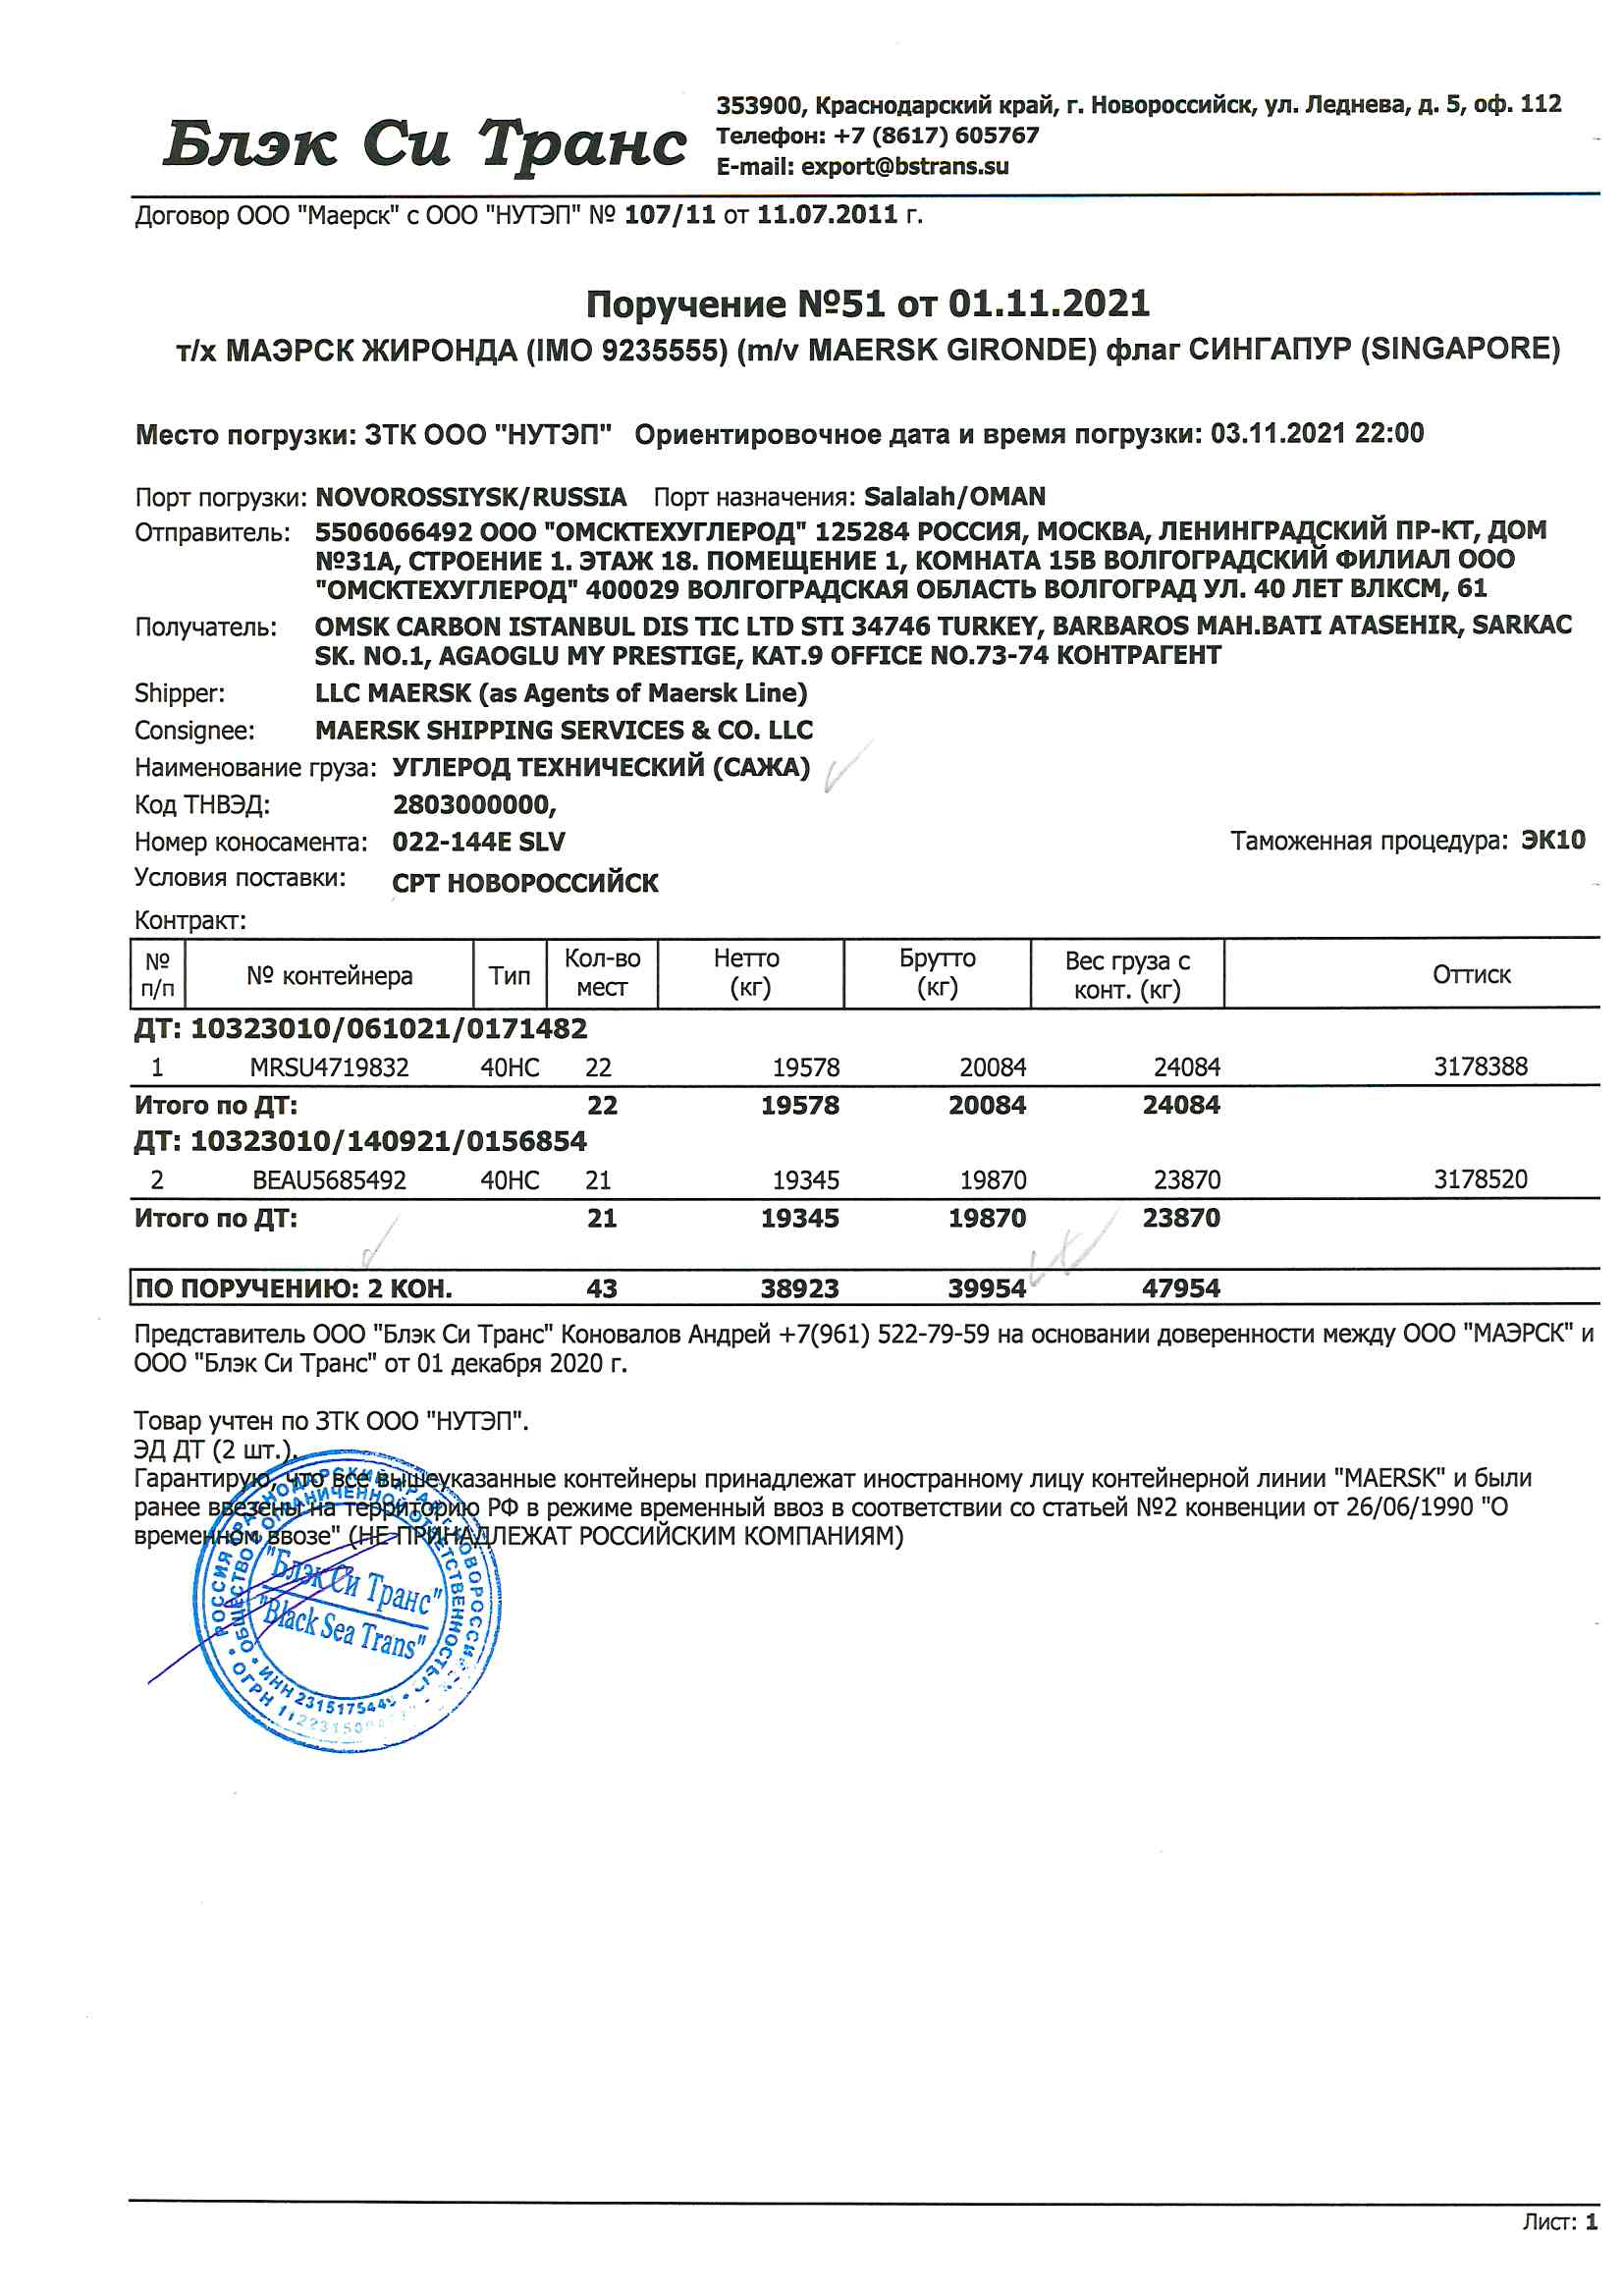 Блэк Си Транс
353900, Краснодарский край, г. Новороссийск, ул. Леднева, д. 5, оф. 112
Телефон: +7 (8617) 605767
E-mail: export@bstrans.su
Договор ООО "Маерск" с ООО "НУТЭП" № 107/11 от 11.07.2011 г.
Поручение №51 от 01.11.2021
т/х МАЭРСК ЖИРОНДА (IMO 9235555) (m/v MAERSK GIRONDE) флаг СИНГАПУР (SINGAPORE)
Место погрузки: ЗТК ООО "НУТЭП" Ориентировочное дата и время погрузки: 03.11.2021 22:00
Порт погрузки: NOVOROSSIYSK/RUSSIA Порт назначения: Salalah/OMAN
Отправитель: 5506066492 ООО "ОМСКТЕХУГЛЕРОД" 125284 РОССИЯ, МОСКВА, ЛЕНИНГРАДСКИЙ ПР-КТ, ДОМ
№31А, СТРОЕНИЕ 1. ЭТАЖ 18. ПОМЕЩЕНИЕ 1, КОМНАТА 15В ВОЛГОГРАДСКИЙ ФИЛИАЛ ООО
"ОМСКТЕХУГЛЕРОД" 400029 ВОЛГОГРАДСКАЯ ОБЛАСТЬ ВОЛГОГРАД УЛ. 40 ЛЕТ ВЛКСМ, 61
Получатель: OMSK CARBON ISTANBUL DIS TIC LTD STI 34746 TURKEY, BARBAROS MAH.BATI ATASEHIR, SARKAC
SK. NO.1, AGAOGLU MY PRESTIGE, KAT.9 OFFICE NO.73-74 КОНТРАГЕНТ
Shipper: LLC MAERSK (as Agents of Maersk Line)
Consignee: MAERSK SHIPPING SERVICES & CO. LLC
Наименование груза: УГЛЕРОД ТЕХНИЧЕСКИЙ (САЖА)
Код ТНВЭД: 2803000000,
Номер коносамента: 022-144E SLV Таможенная процедура: ЭК10
Условия поставки: CPT НОВОРОССИЙСК
Контракт:
№ п/п № контейнера Тип Кол-во мест Нетто (кг) Брутто (кг) Вес груза с конт. (кг) Оттиск
ДТ: 10323010/061021/0171482
1 MRSU4719832 40HC 22 19578 20084 24084 3178388
Итого по ДТ: 22 19578 20084 24084
ДТ: 10323010/140921/0156854
2 BEAU5685492 40HC 21 19345 19870 23870 3178520
Итого по ДТ: 21 19345 19870 23870
ПО ПОРУЧЕНИЮ: 2 КОН. 43 38923 39954 47954
Представитель ООО "Блэк Си Транс" Коновалов Андрей +7(961) 522-79-59 на основании доверенности между ООО "МАЭРСК" и
ООО "Блэк Си Транс" от 01 декабря 2020 г.
Товар учтен по ЗТК ООО "НУТЭП".
ЭД ДТ (2 шт.).
Гарантирую, что все вышеуказанные контейнеры принадлежат иностранному лицу контейнерной линии "MAERSK" и были
ранее ввезены на территорию РФ в режиме временный ввоз в соответствии со статьей №2 конвенции от 26/06/1990 "О
временном ввозе" (НЕ ПРИНАДЛЕЖАТ РОССИЙСКИМ КОМПАНИЯМ)
РОССИЯ КРАСНОДАРСКИЙ КРАЙ г. НОВОРОССИЙСК
ОБЩЕСТВО С ОГРАНИЧЕННОЙ ОТВЕТСТВЕННОСТЬЮ
"Блэк Си Транс"
"Black Sea Trans"
ИНН
ОГРН
Лист: 1